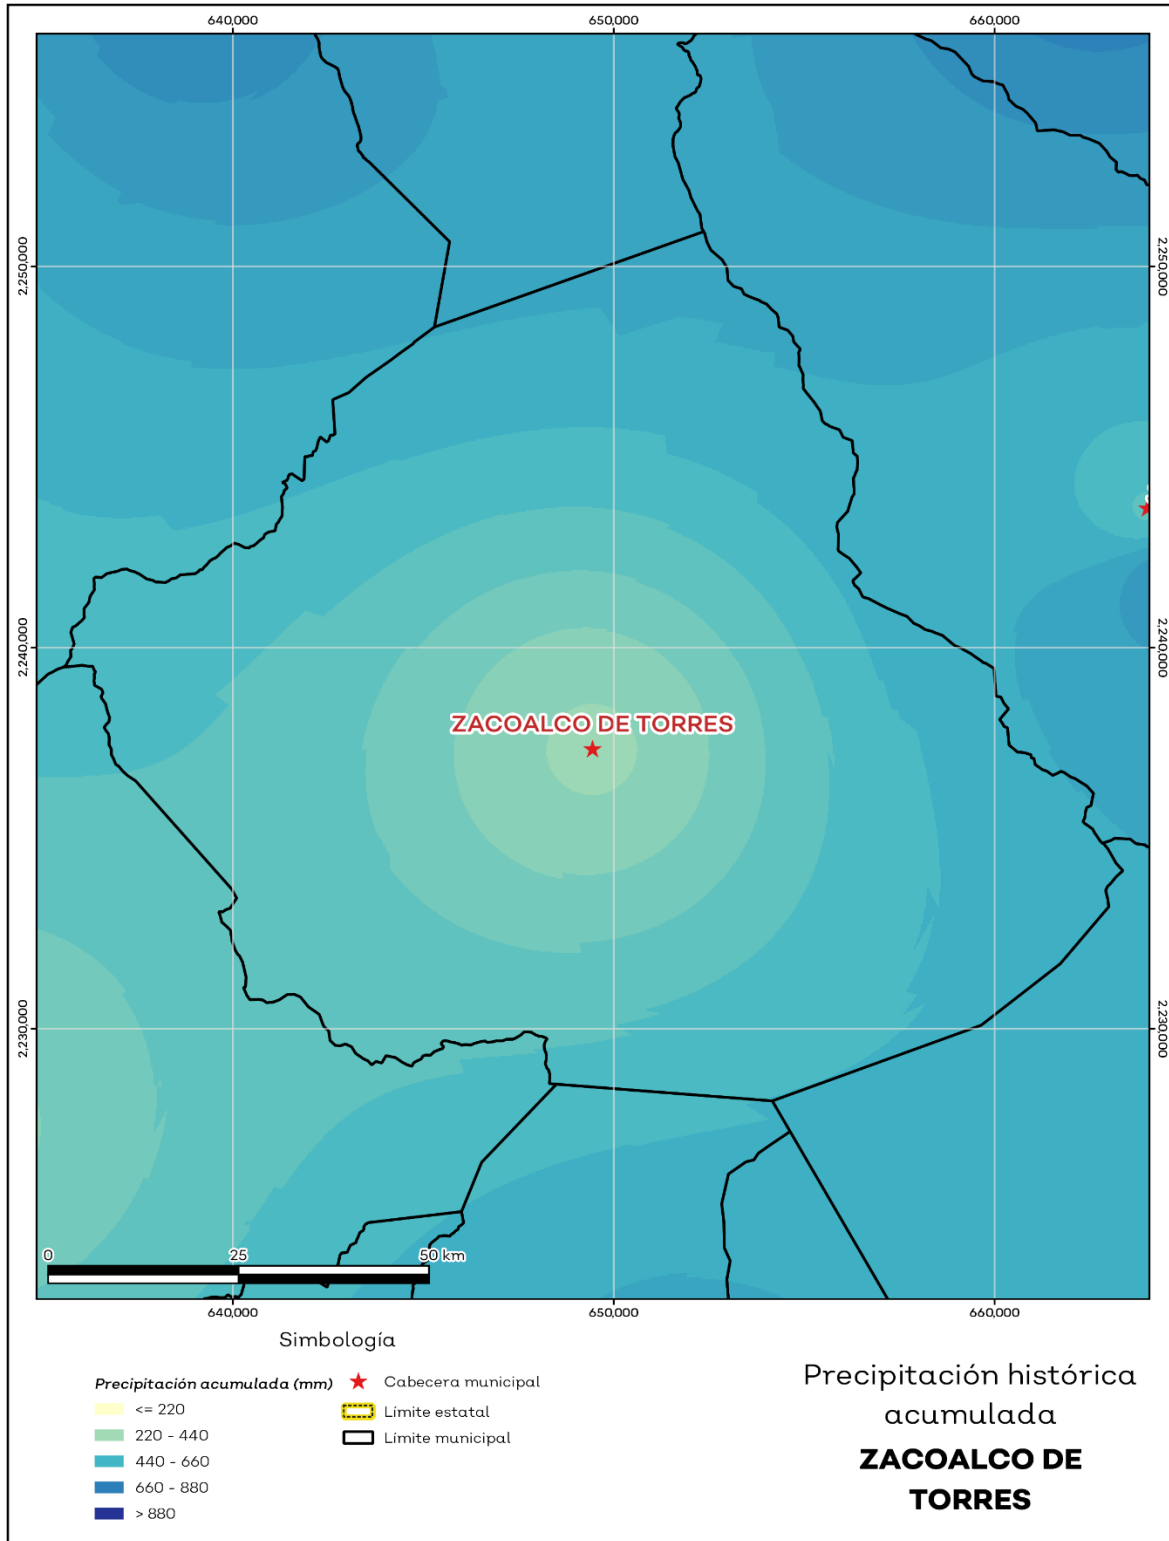 640,000
650,000
660,000
2,250,000
2,250,000
2,240,000
2,240,000
ZACOALCO DE TORRES
2,230,000
2,230,000
0
25
50 km
640,000
650,000
660,000
Simbología
Precipitación acumulada (mm)
<= 220
220 - 440
440 - 660
660 - 880
> 880
Cabecera municipal
Límite estatal
Límite municipal
Precipitación histórica
acumulada
ZACOALCO DE
TORRES